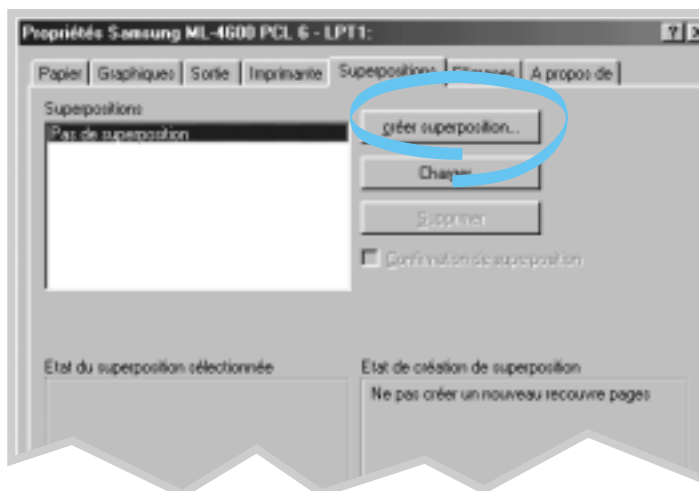 Propriétés Samsung ML-4600 PCL 6 - LPT1:
Papier Graphiques Sortie Imprimante Superpositions Filigranes A propos de
Superpositions
Pas de superposition
créer superposition...
Charger
Supprimer
Confirmation de superposition
Etat du superposition sélectionnée
Etat de création de superposition
Ne pas créer un nouveau recouvre pages